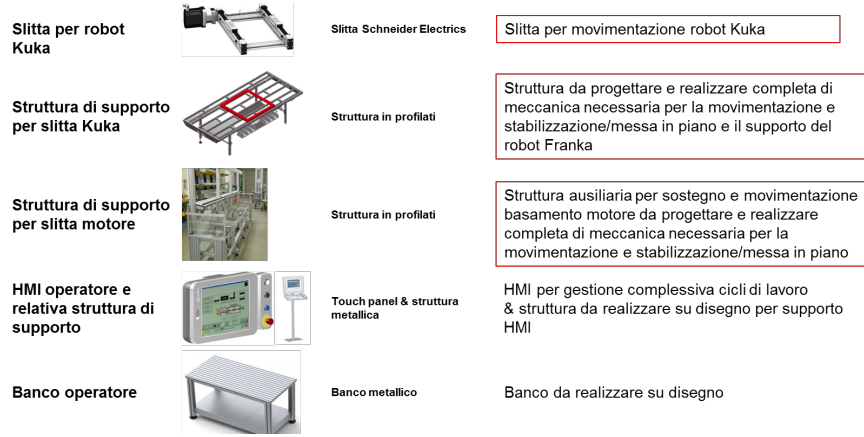 Slitta per robot
Kuka
Slitta Schneider Electrics
Slitta per movimentazione robot Kuka
Struttura di supporto
per slitta Kuka
Struttura in profilati
Struttura da progettare e realizzare completa di
meccanica necessaria per la movimentazione e
stabilizzazione/messa in piano e il supporto del
robot Franka
Struttura di supporto
per slitta motore
Struttura in profilati
Struttura ausiliaria per sostegno e movimentazione
basamento motore da progettare e realizzare
completa di meccanica necessaria per la
movimentazione e stabilizzazione/messa in piano
HMI operatore e
relativa struttura di
supporto
Touch panel & struttura
metallica
HMI per gestione complessiva cicli di lavoro
& struttura da realizzare su disegno per supporto
HMI
Banco operatore
Banco metallico
Banco da realizzare su disegno